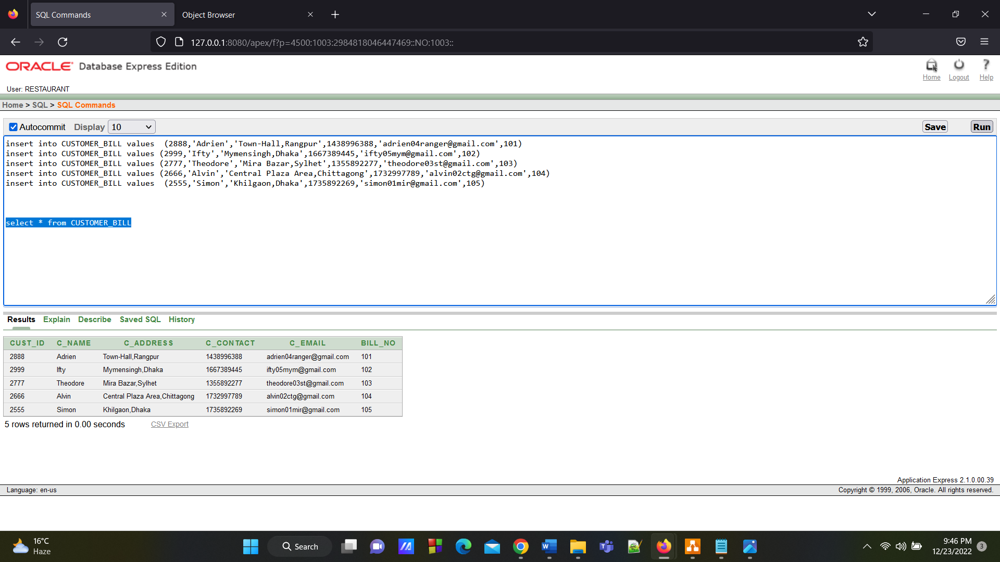 SQL Commands
Object Browser
127.0.0.1:8080/apex/f?p=4500:1003:2984818046447469::NO:1003::
ORACLE Database Express Edition
Home Logout Help
User: RESTAURANT
Home > SQL > SQL Commands
Autocommit Display 10 Save Run
insert into CUSTOMER_BILL values  (2888,'Adrien','Town-Hall,Rangpur',1438996388,'adrien04ranger@gmail.com',101)
insert into CUSTOMER_BILL values (2999,'Ifty','Mymensingh,Dhaka',1667389445,'ifty05mym@gmail.com',102)
insert into CUSTOMER_BILL values (2777,'Theodore','Mira Bazar,Sylhet',1355892277,'theodore03st@gmail.com',103)
insert into CUSTOMER_BILL values (2666,'Alvin','Central Plaza Area,Chittagong',1732997789,'alvin02ctg@gmail.com',104)
insert into CUSTOMER_BILL values  (2555,'Simon','Khilgaon,Dhaka',1735892269,'simon01mir@gmail.com',105)
select * from CUSTOMER_BILL
Results Explain Describe Saved SQL History
CUST_ID C_NAME C_ADDRESS C_CONTACT C_EMAIL BILL_NO
2888 Adrien Town-Hall,Rangpur 1438996388 adrien04ranger@gmail.com 101
2999 Ifty Mymensingh,Dhaka 1667389445 ifty05mym@gmail.com 102
2777 Theodore Mira Bazar,Sylhet 1355892277 theodore03st@gmail.com 103
2666 Alvin Central Plaza Area,Chittagong 1732997789 alvin02ctg@gmail.com 104
2555 Simon Khilgaon,Dhaka 1735892269 simon01mir@gmail.com 105
5 rows returned in 0.00 seconds CSV Export
Application Express 2.1.0.00.39
Language: en-us Copyright © 1999, 2006, Oracle. All rights reserved.
16°C
Haze
Search
9:46 PM
12/23/2022
3